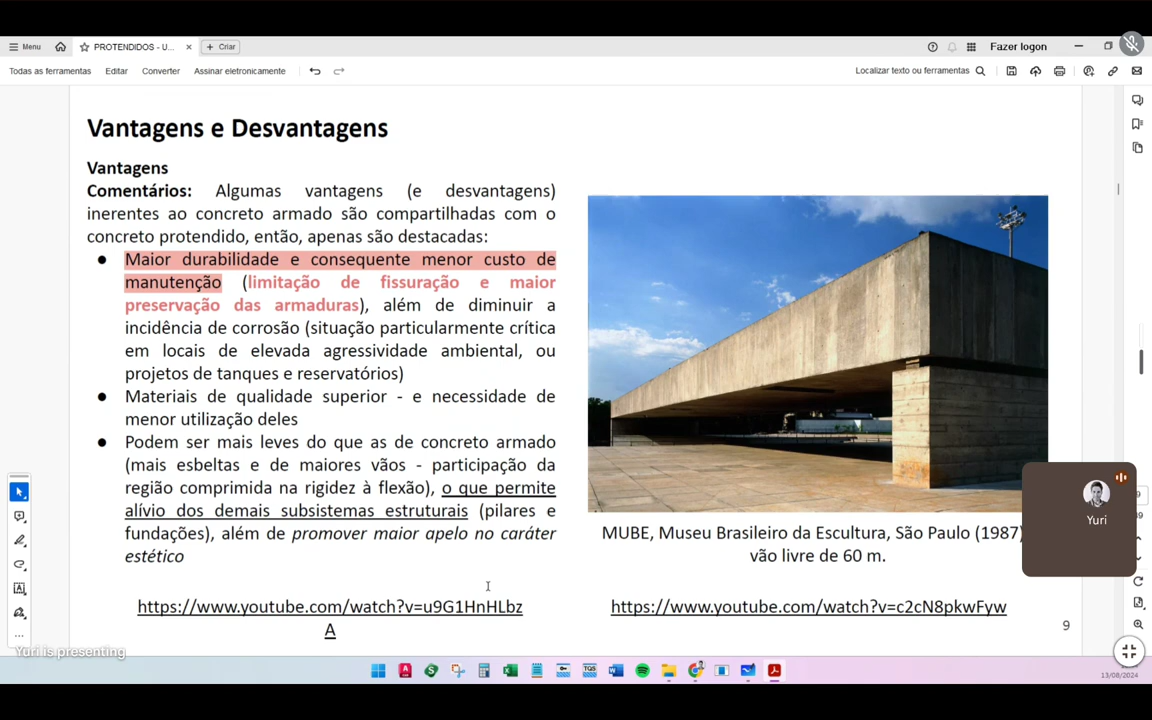 Menu
PROTENDIDOS - U...
Criar
Fazer logon
Todas as ferramentas
Editar
Converter
Assinar eletronicamente
Localizar texto ou ferramentas
Vantagens e Desvantagens
Vantagens
Comentários: Algumas vantagens (e desvantagens)
inerentes ao concreto armado são compartilhadas com o
concreto protendido, então, apenas são destacadas:
● Maior durabilidade e consequente menor custo de
manutenção (limitação de fissuração e maior
preservação das armaduras), além de diminuir a
incidência de corrosão (situação particularmente crítica
em locais de elevada agressividade ambiental, ou
projetos de tanques e reservatórios)
● Materiais de qualidade superior - e necessidade de
menor utilização deles
● Podem ser mais leves do que as de concreto armado
(mais esbeltas e de maiores vãos - participação da
região comprimida na rigidez à flexão), o que permite
alívio dos demais subsistemas estruturais (pilares e
fundações), além de promover maior apelo no caráter
estético
https://www.youtube.com/watch?v=u9G1HnHLbz
A
MUBE, Museu Brasileiro da Escultura, São Paulo (1987)
vão livre de 60 m.
https://www.youtube.com/watch?v=c2cN8pkwFyw
9
Yuri
Yuri is presenting
TQS
13/08/2024